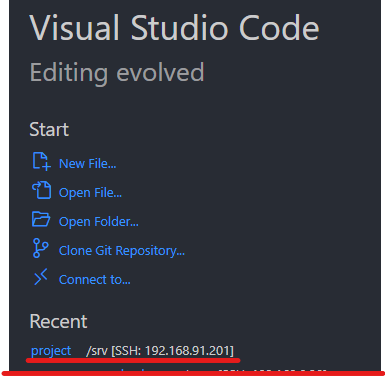 Visual Studio Code
Editing evolved
Start
New File...
Open File...
Open Folder...
Clone Git Repository...
Connect to...
Recent
project /srv [SSH: 192.168.91.201]